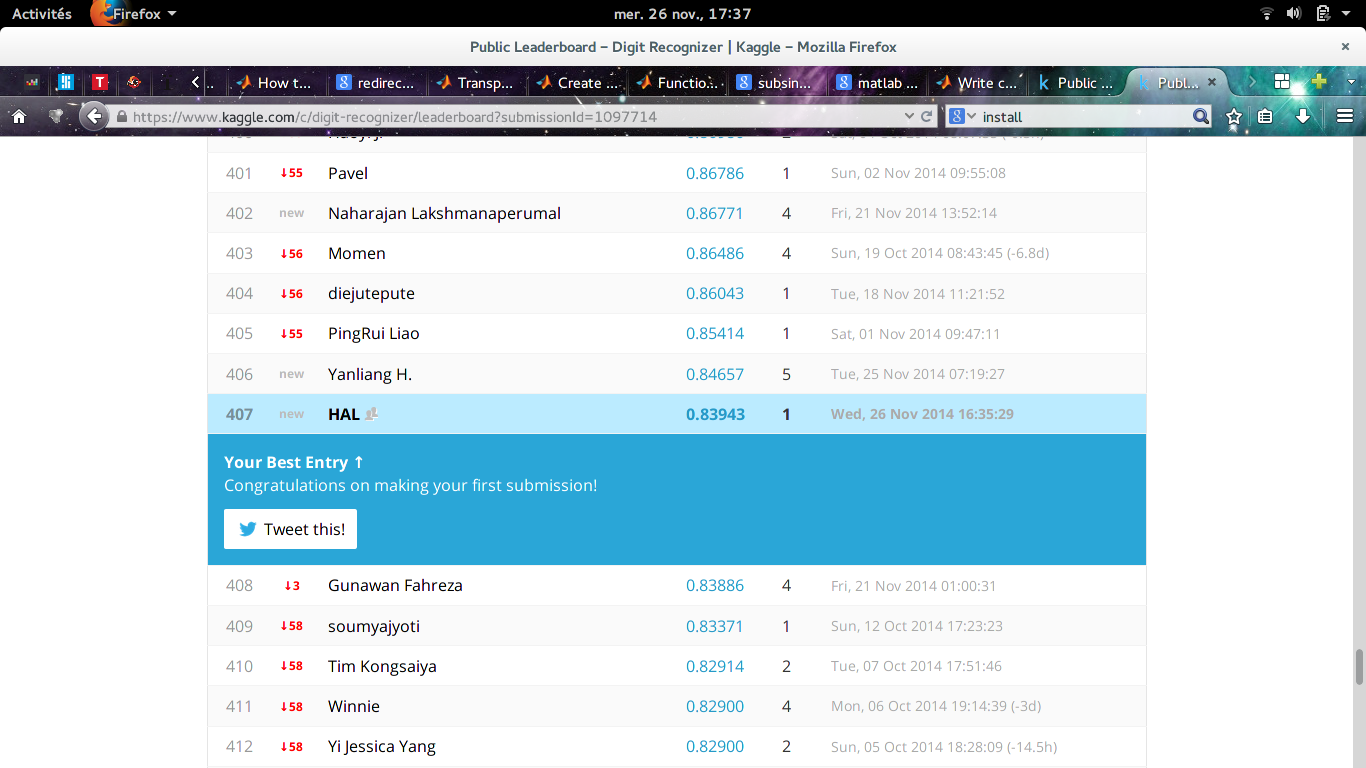 Activités Firefox mer. 26 nov., 17:37
Public Leaderboard – Digit Recognizer | Kaggle – Mozilla Firefox ×
How t... redirec... Transp... Create ... Functio... subsin... matlab ... Write c... Public ... Publ... ×
https://www.kaggle.com/c/digit-recognizer/leaderboard?submissionId=1097714 install
401 ↓55 Pavel 0.86786 1 Sun, 02 Nov 2014 09:55:08
402 new Naharajan Lakshmanaperumal 0.86771 4 Fri, 21 Nov 2014 13:52:14
403 ↓56 Momen 0.86486 4 Sun, 19 Oct 2014 08:43:45 (-6.8d)
404 ↓56 diejutepute 0.86043 1 Tue, 18 Nov 2014 11:21:52
405 ↓55 PingRui Liao 0.85414 1 Sat, 01 Nov 2014 09:47:11
406 new Yanliang H. 0.84657 5 Tue, 25 Nov 2014 07:19:27
407 new HAL 0.83943 1 Wed, 26 Nov 2014 16:35:29
Your Best Entry ↑
Congratulations on making your first submission!
Tweet this!
408 ↓3 Gunawan Fahreza 0.83886 4 Fri, 21 Nov 2014 01:00:31
409 ↓58 soumyajyoti 0.83371 1 Sun, 12 Oct 2014 17:23:23
410 ↓58 Tim Kongsaiya 0.82914 2 Tue, 07 Oct 2014 17:51:46
411 ↓58 Winnie 0.82900 4 Mon, 06 Oct 2014 19:14:39 (-3d)
412 ↓58 Yi Jessica Yang 0.82900 2 Sun, 05 Oct 2014 18:28:09 (-14.5h)